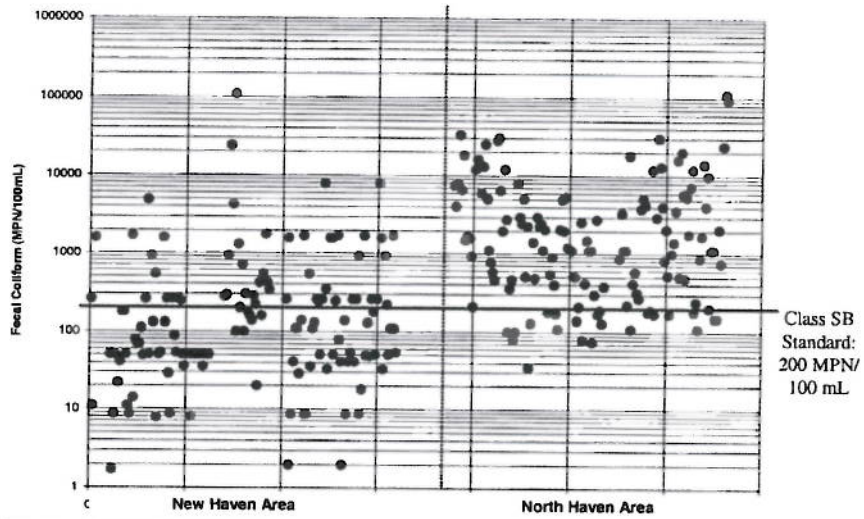 1000000
100000
10000
1000
100
10
1
Fecal Coliform (MPN/100mL)
c
New Haven Area
North Haven Area
Class SB
Standard:
200 MPN/
100 mL